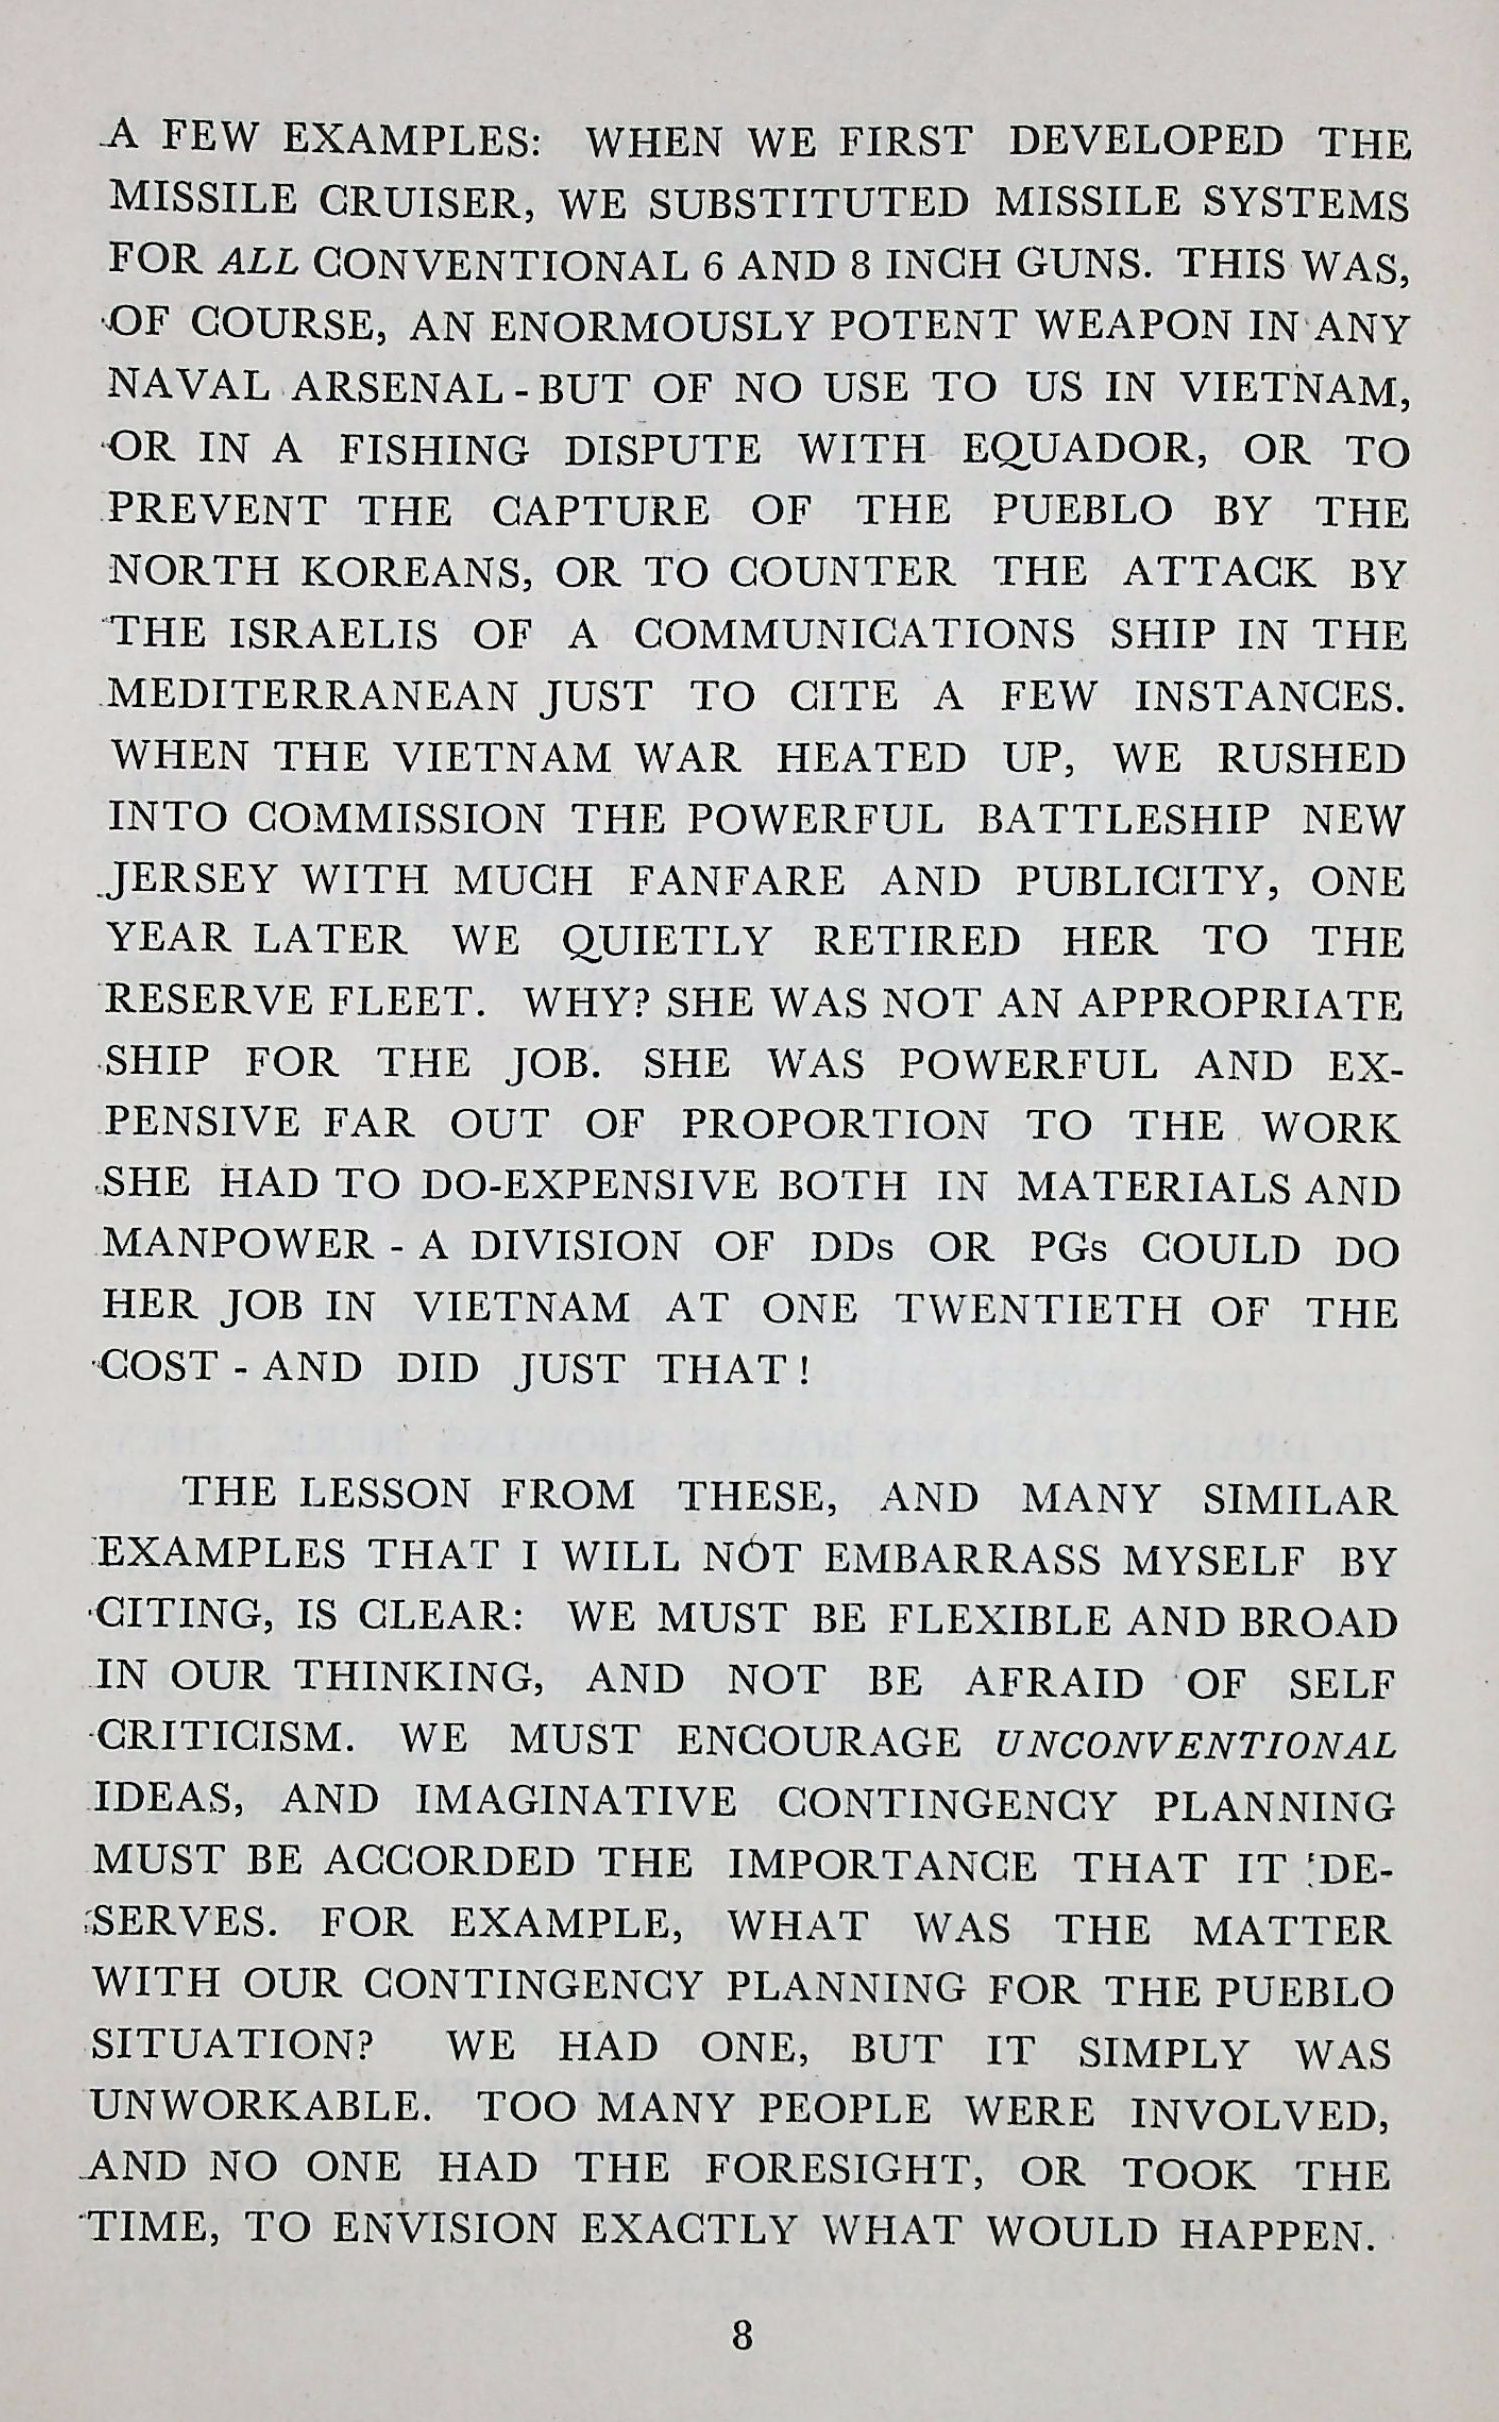 A FEW EXAMPLES: WHEN WE FIRST DEVELOPED THE
MISSILE CRUISER, WE SUBSTITUTED MISSILE SYSTEMS
FOR ALL CONVENTIONAL 6 AND 8 INCH GUNS. THIS WAS,
OF COURSE, AN ENORMOUSLY POTENT WEAPON IN ANY
NAVAL ARSENAL - BUT OF NO USE TO US IN VIETNAM,
OR IN A FISHING DISPUTE WITH EQUADOR, OR TO
PREVENT THE CAPTURE OF THE PUEBLO BY THE
NORTH KOREANS, OR TO COUNTER THE ATTACK BY
THE ISRAELIS OF A COMMUNICATIONS SHIP IN THE
MEDITERRANEAN JUST TO CITE A FEW INSTANCES.
WHEN THE VIETNAM WAR HEATED UP, WE RUSHED
INTO COMMISSION THE POWERFUL BATTLESHIP NEW
JERSEY WITH MUCH FANFARE AND PUBLICITY, ONE
YEAR LATER WE QUIETLY RETIRED HER TO THE
RESERVE FLEET. WHY? SHE WAS NOT AN APPROPRIATE
SHIP FOR THE JOB. SHE WAS POWERFUL AND EX-
PENSIVE FAR OUT OF PROPORTION TO THE WORK
SHE HAD TO DO-EXPENSIVE BOTH IN MATERIALS AND
MANPOWER - A DIVISION OF DDs OR PGs COULD DO
HER JOB IN VIETNAM AT ONE TWENTIETH OF THE
COST - AND DID JUST THAT!
THE LESSON FROM THESE, AND MANY SIMILAR
EXAMPLES THAT I WILL NOT EMBARRASS MYSELF BY
CITING, IS CLEAR: WE MUST BE FLEXIBLE AND BROAD
IN OUR THINKING, AND NOT BE AFRAID OF SELF
CRITICISM. WE MUST ENCOURAGE UNCONVENTIONAL
IDEAS, AND IMAGINATIVE CONTINGENCY PLANNING
MUST BE ACCORDED THE IMPORTANCE THAT IT DE-
SERVES. FOR EXAMPLE, WHAT WAS THE MATTER
WITH OUR CONTINGENCY PLANNING FOR THE PUEBLO
SITUATION? WE HAD ONE, BUT IT SIMPLY WAS
UNWORKABLE. TOO MANY PEOPLE WERE INVOLVED,
AND NO ONE HAD THE FORESIGHT, OR TOOK THE
TIME, TO ENVISION EXACTLY WHAT WOULD HAPPEN.
8